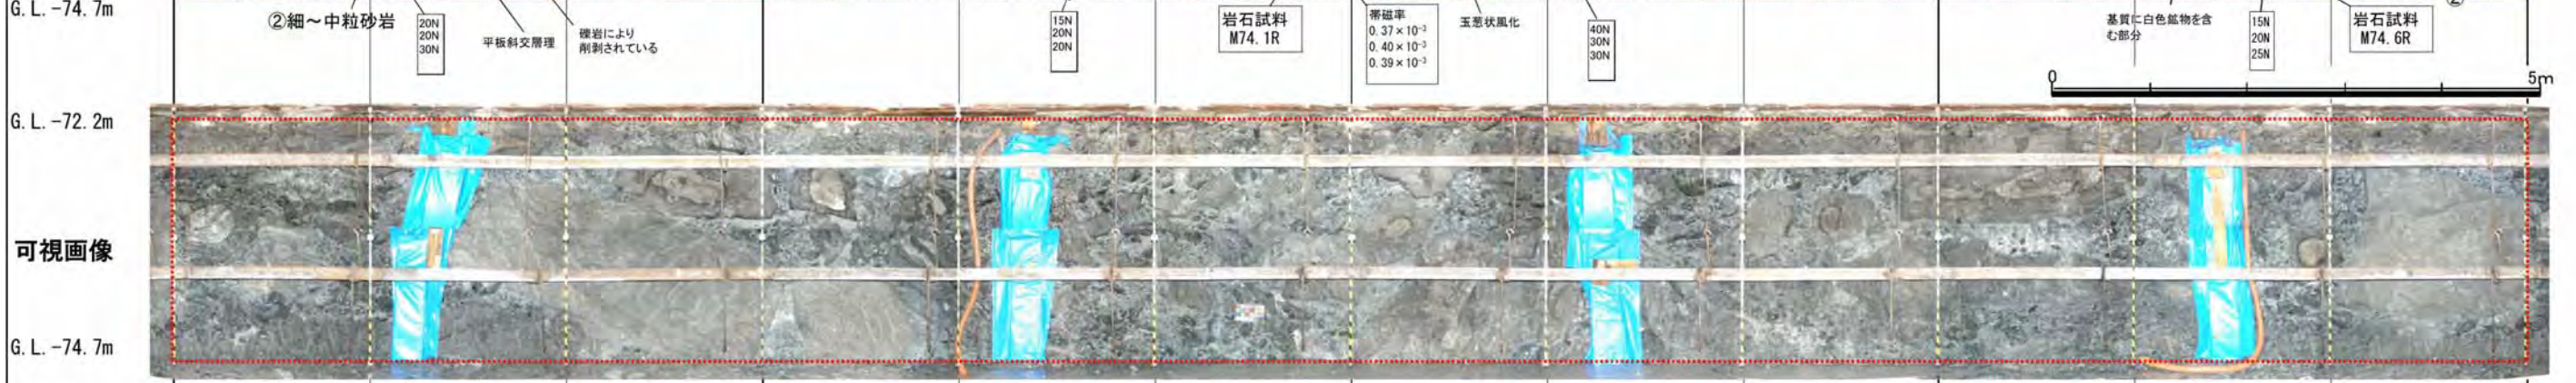 G.L. -74.7m
②細～中粒砂岩
20N
20N
30N
平板斜交層理
礫岩により
削剥されている
15N
20N
20N
岩石試料
M74.1R
帯磁率
0.37×10⁻³
0.40×10⁻³
0.39×10⁻³
玉葱状風化
40N
30N
30N
基質に白色鉱物を含
む部分
15N
20N
25N
岩石試料
M74.6R
0 5m
G.L. -72.2m
可視画像
G.L. -74.7m